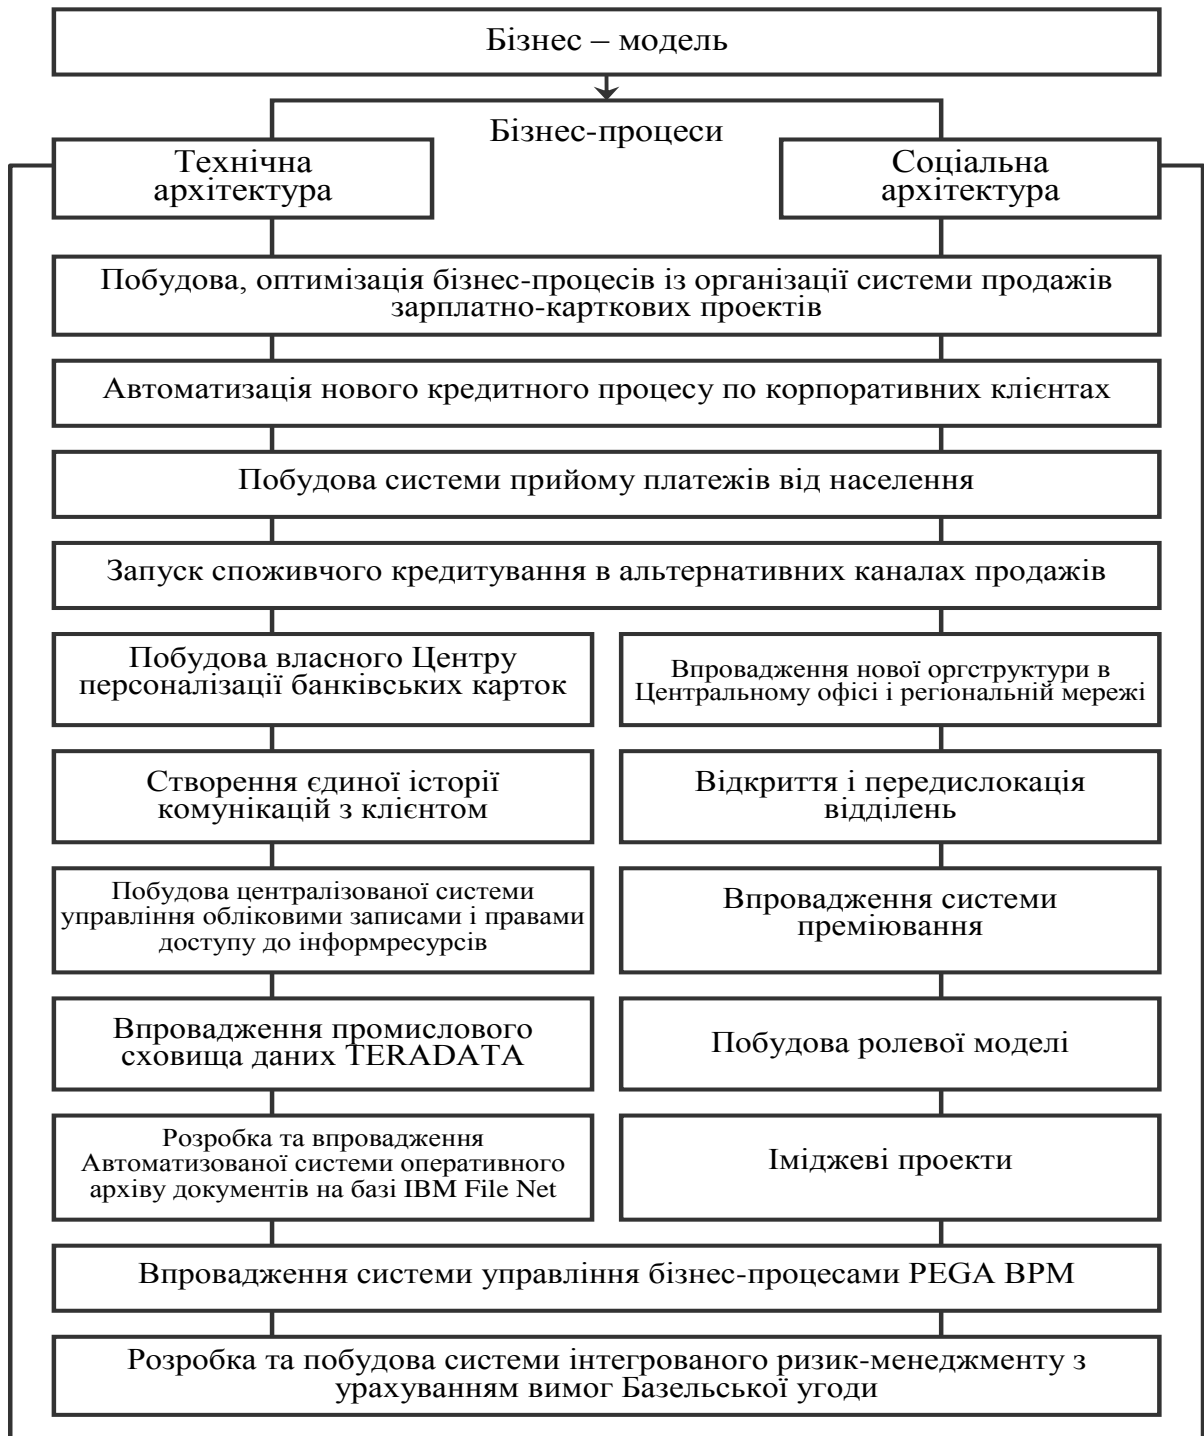 Бізнес – модель
Бізнес-процеси
Технічна
архітектура
Соціальна
архітектура
Побудова, оптимізація бізнес-процесів із організації системи продажів
зарплатно-карткових проектів
Автоматизація нового кредитного процесу по корпоративних клієнтах
Побудова системи прийому платежів від населення
Запуск споживчого кредитування в альтернативних каналах продажів
Побудова власного Центру
персоналізації банківських карток
Впровадження нової оргструктури в
Центральному офісі і регіональній мережі
Створення єдиної історії
комунікацій з клієнтом
Відкриття і передислокація
відділень
Побудова централізованої системи
управління обліковими записами і правами
доступу до інформресурсів
Впровадження системи
преміювання
Впровадження промислового
сховища даних TERADATA
Побудова ролевої моделі
Розробка та впровадження
Автоматизованої системи оперативного
архіву документів на базі IBM File Net
Іміджеві проекти
Впровадження системи управління бізнес-процесами PEGA BPM
Розробка та побудова системи інтегрованого ризик-менеджменту з
урахуванням вимог Базельської угоди